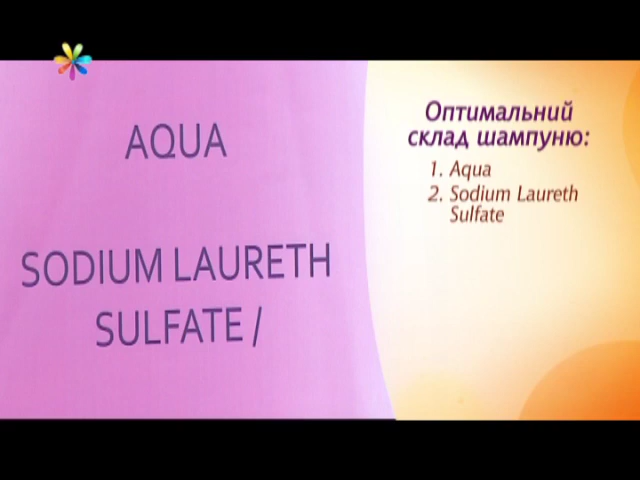 AQUA
SODIUM LAURETH
SULFATE /
Оптимальний
склад шампуню:
1. Aqua
2. Sodium Laureth
Sulfate